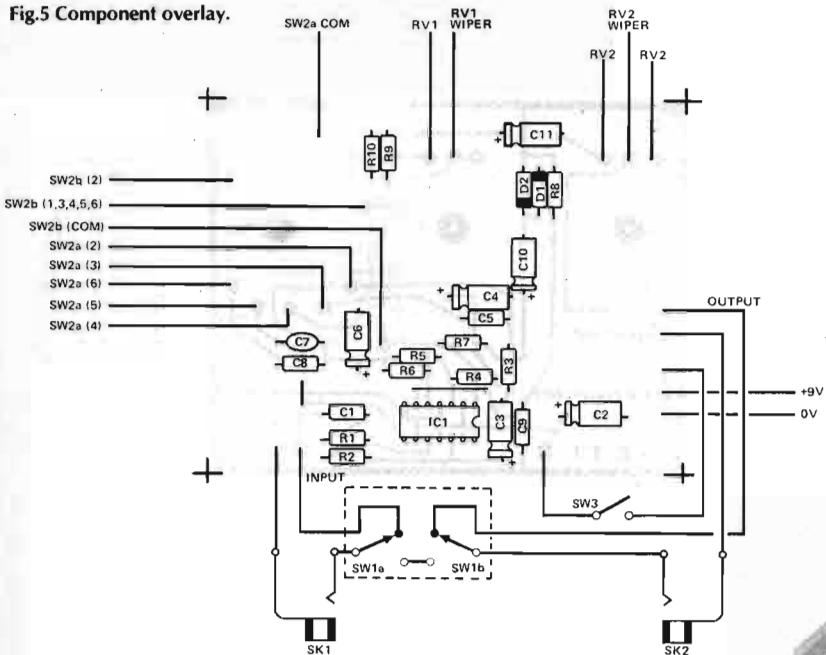 Fig.5 Component overlay.
SW2a COM
RV1
RV1
WIPER
RV2
WIPER
RV2
RV2
+
+
+
C11
R10
R9
D2
D1
R8
SW2b (2)
SW2b (1,3,4,5,6)
SW2b (COM)
SW2a (2)
SW2a (3)
SW2a (6)
SW2a (5)
SW2a (4)
C10
+
+
C4
C5
OUTPUT
C6
+
C7
C8
R7
R5
R6
R4
R3
+9V
0V
C1
R1
R2
IC1
C3
+
C9
+
C2
+
+
INPUT
SW3
SW1a
SW1b
SK1
SK2